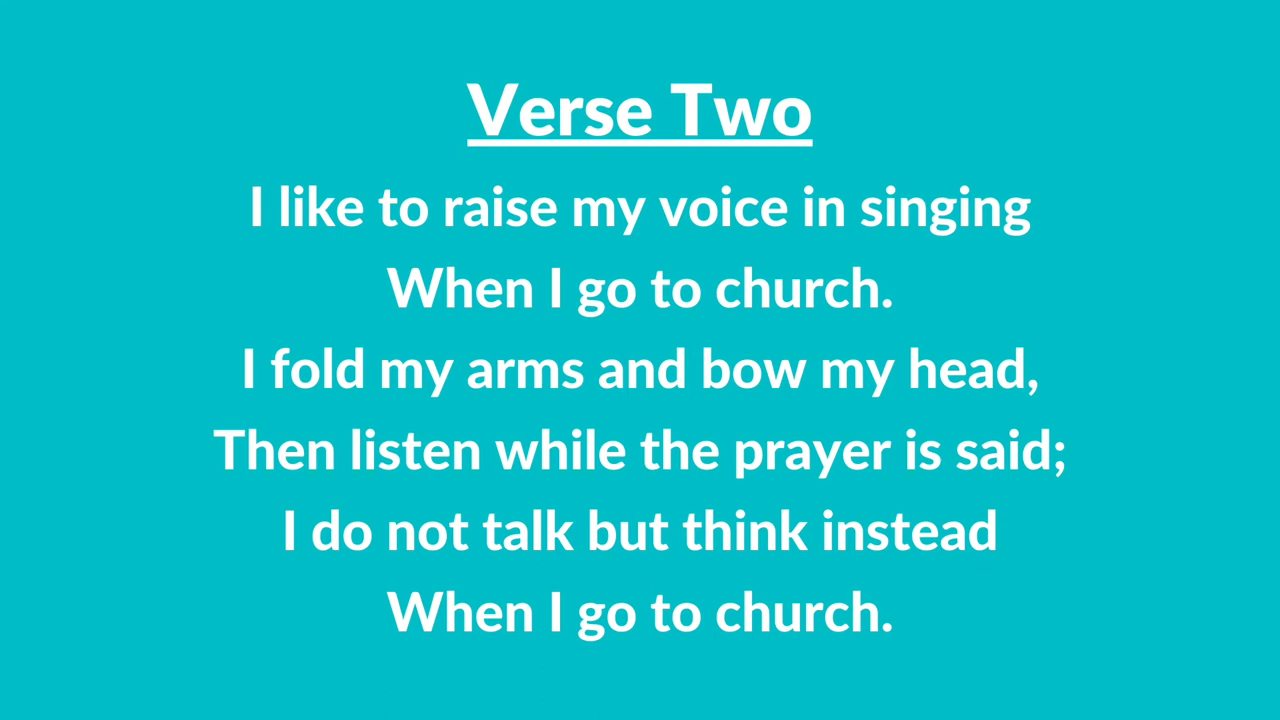 Verse Two
I like to raise my voice in singing
When I go to church.
I fold my arms and bow my head,
Then listen while the prayer is said;
I do not talk but think instead
When I go to church.